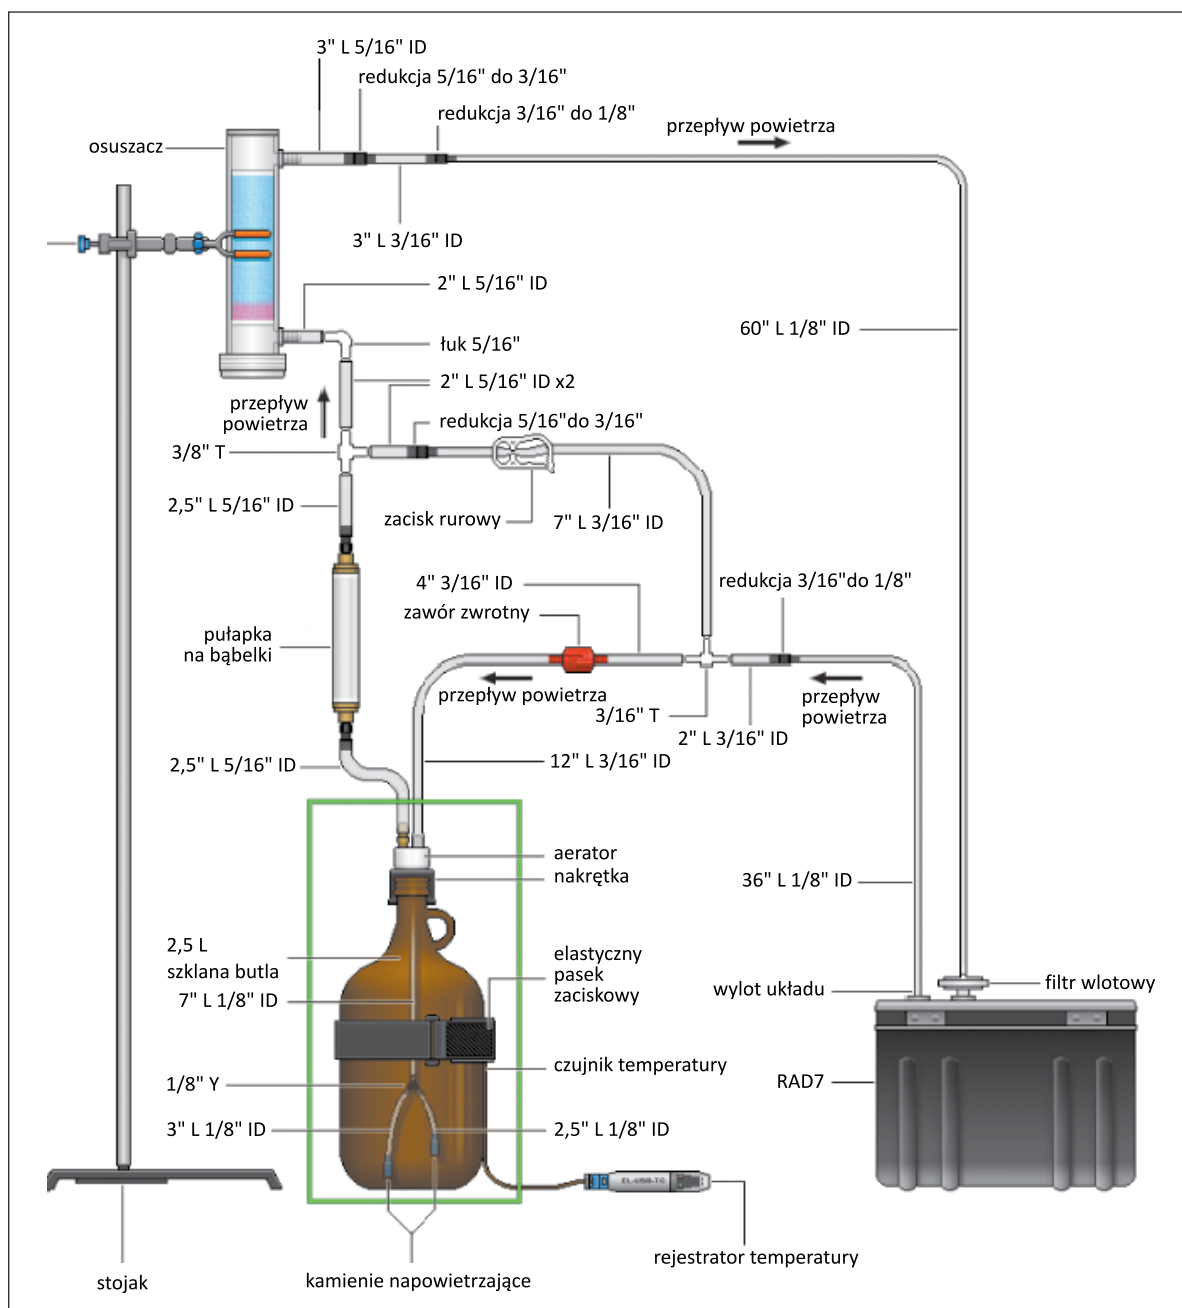 3" L 5/16" ID
redukcja 5/16" do 3/16"
redukcja 3/16" do 1/8"
przepływ powietrza
osuszacz
3" L 3/16" ID
2" L 5/16" ID
60" L 1/8" ID
łuk 5/16"
2" L 5/16" ID x2
przepływ
powietrza
redukcja 5/16"do 3/16"
3/8" T
2,5" L 5/16" ID
zacisk rurowy
7" L 3/16" ID
4" 3/16" ID
redukcja 3/16"do 1/8"
zawór zwrotny
pułapka
na bąbelki
przepływ powietrza
przepływ
powietrza
3/16" T
2" L 3/16" ID
2,5" L 5/16" ID
12" L 3/16" ID
aerator
nakrętka
36" L 1/8" ID
2,5 L
szklana butla
7" L 1/8" ID
elastyczny
pasek
zaciskowy
wylot układu
filtr wlotowy
czujnik temperatury
RAD7
1/8" Y
3" L 1/8" ID
2,5" L 1/8" ID
EL-USB-TC
rejestrator temperatury
stojak
kamienie napowietrzające